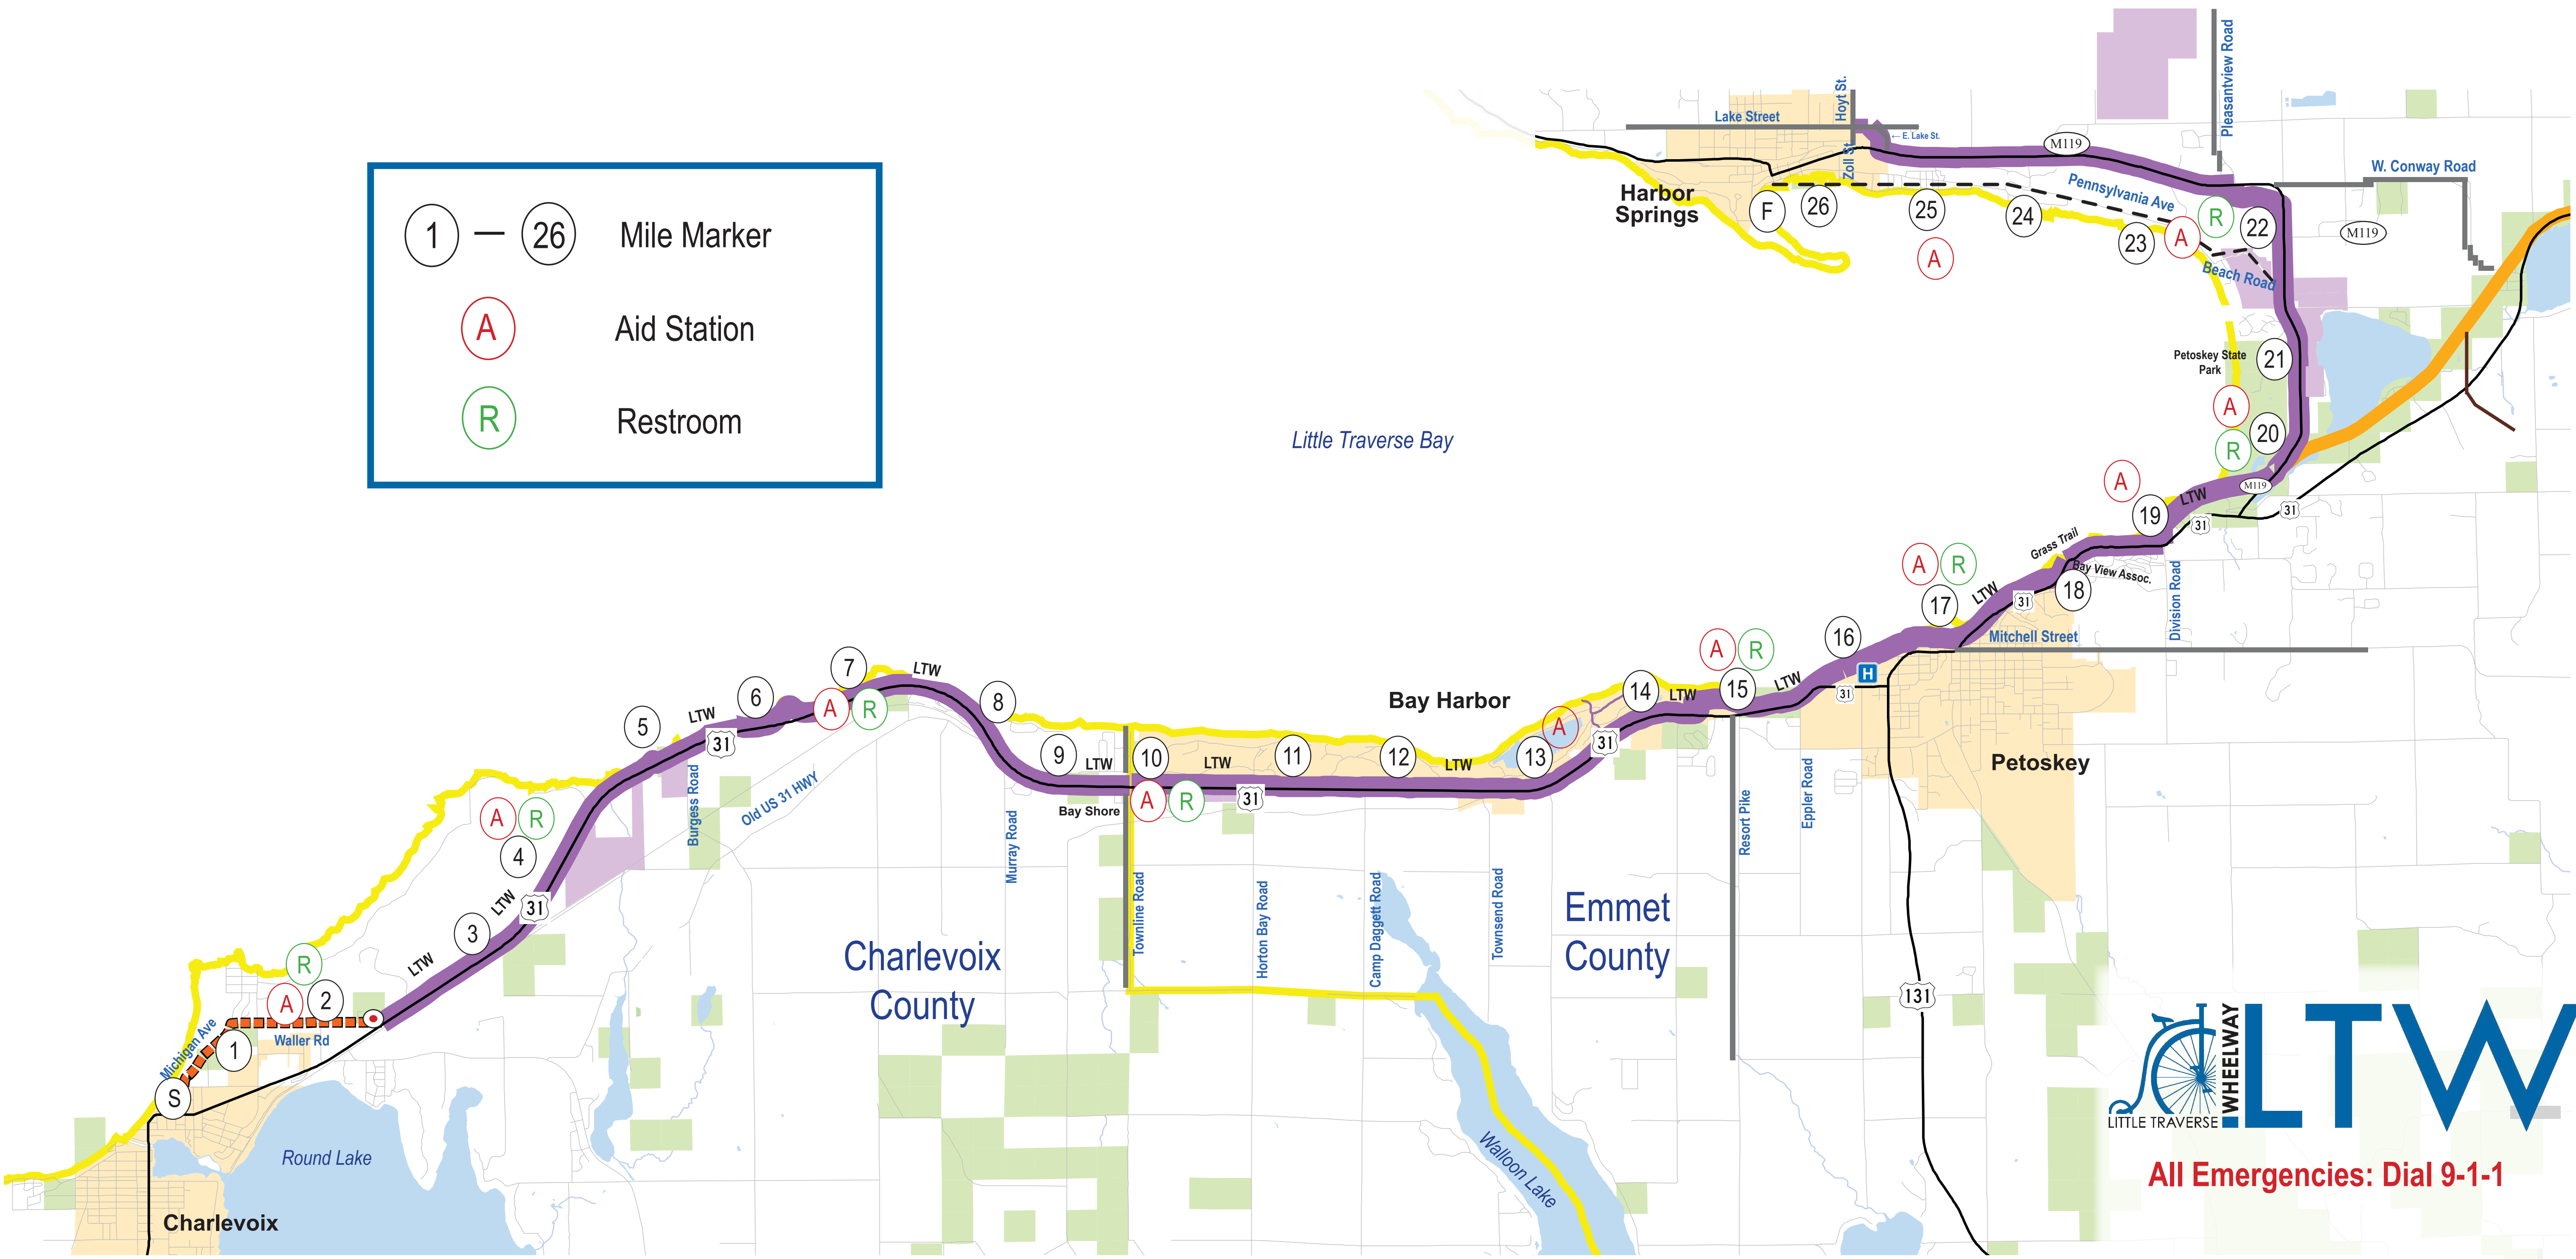 1 — 26 Mile Marker
A Aid Station
R Restroom
Pleasantview Road
Hoyt St.
Lake Street
← E. Lake St.
Zoll St.
M119
W. Conway Road
Pennsylvania Ave
Harbor
Springs
F
26
25
24
23
A
R
22
M119
A
Beach Road
Petoskey State
Park
21
A
R
20
Little Traverse Bay
A
19
LTW
M119
31
31
Grass Trail
Bay View Assoc.
18
Division Road
A
R
17
LTW
31
Mitchell Street
16
H
31
LTW
A
R
15
LTW
14
Bay Harbor
A
31
13
Petoskey
Resort Pike
Eppler Road
7
LTW
6
LTW
5
31
A
R
8
9
LTW
10
LTW
11
12
LTW
Bay Shore
A
R
31
Old US 31 HWY
Burgess Road
Murray Road
Townline Road
Horton Bay Road
Camp Daggett Road
Townsend Road
Emmet
County
Charlevoix
County
A
R
4
LTW
31
3
LTW
R
A
2
Michigan Ave
1
Waller Rd
S
Round Lake
Charlevoix
Walloon Lake
131
LITTLE TRAVERSE
WHEELWAY
LTW
All Emergencies: Dial 9-1-1